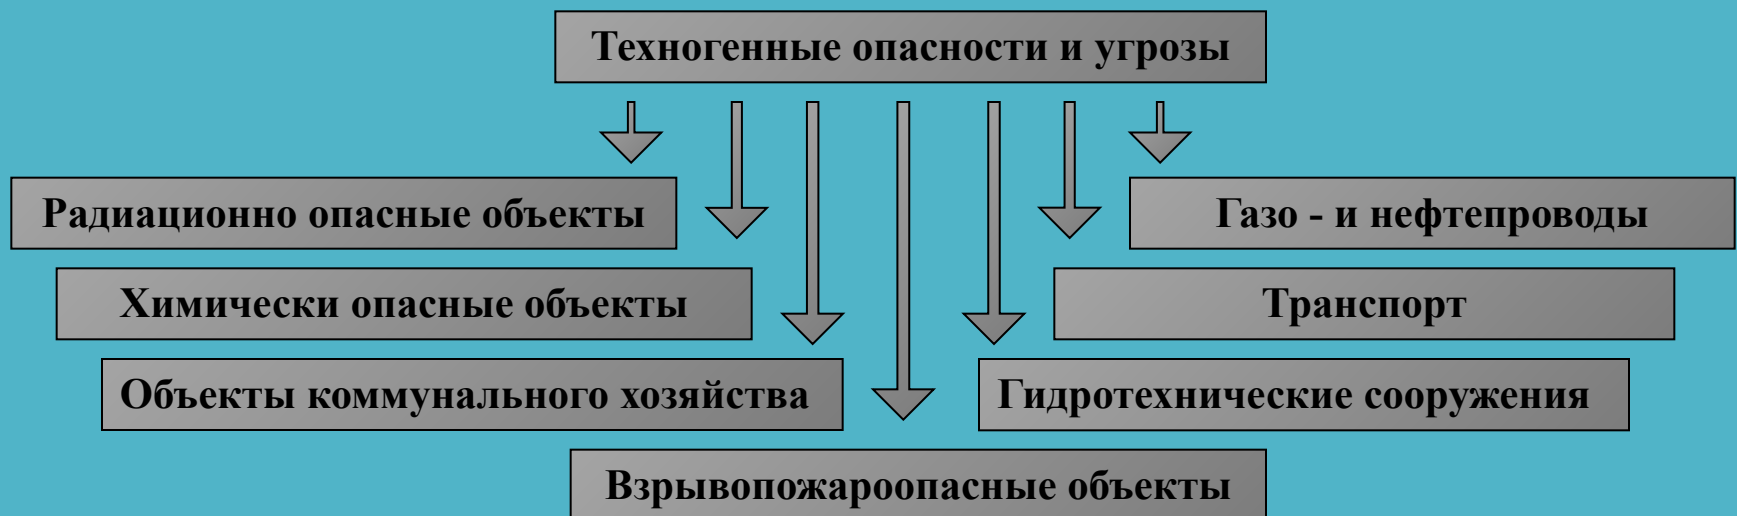 Техногенные опасности и угрозы
Радиационно опасные объекты
Газо - и нефтепроводы
Химически опасные объекты
Транспорт
Объекты коммунального хозяйства
Гидротехнические сооружения
Взрывопожароопасные объекты